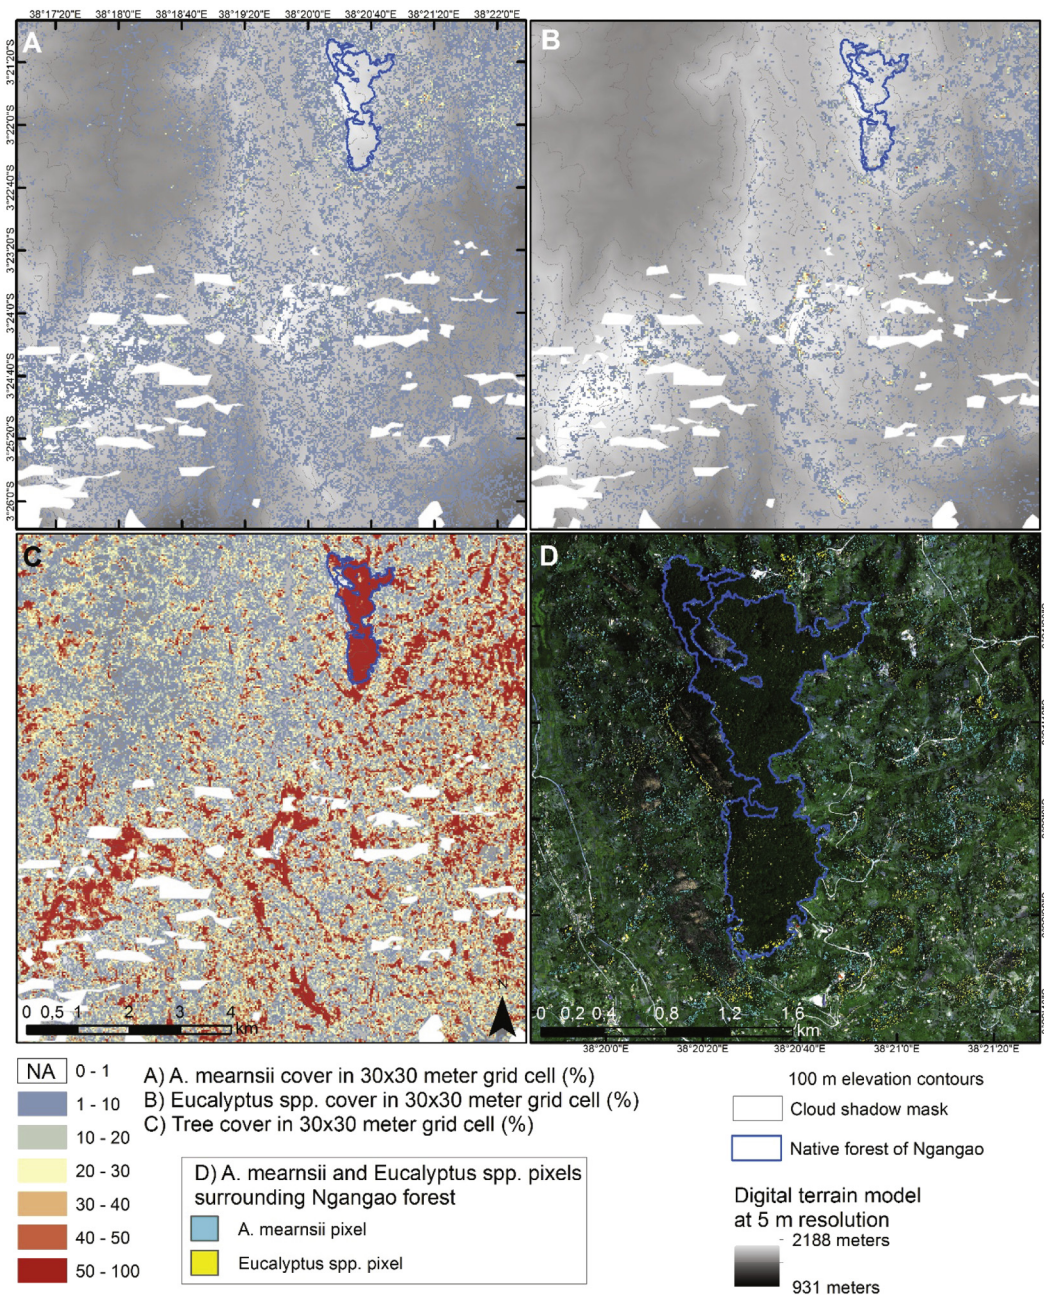 38°17'20"E 38°18'0"E 38°18'40"E 38°19'20"E 38°20'0"E 38°20'40"E 38°21'20"E 38°22'0"E
A
B
3°21'20"S
3°22'0"S
3°22'40"S
3°23'20"S
3°24'0"S
3°24'40"S
3°25'20"S
3°26'0"S
C
D
N
0 0,5 1 2 3 4
km
0 0,2 0,4 0,8 1,2 1,6
km
38°20'0"E 38°20'20"E 38°20'40"E 38°21'0"E 38°21'20"E
NA 0 - 1
1 - 10
10 - 20
20 - 30
30 - 40
40 - 50
50 - 100
A) A. mearnsii cover in 30x30 meter grid cell (%)
B) Eucalyptus spp. cover in 30x30 meter grid cell (%)
C) Tree cover in 30x30 meter grid cell (%)
D) A. mearnsii and Eucalyptus spp. pixels
surrounding Ngangao forest
A. mearnsii pixel
Eucalyptus spp. pixel
100 m elevation contours
Cloud shadow mask
Native forest of Ngangao
Digital terrain model
at 5 m resolution
2188 meters
931 meters